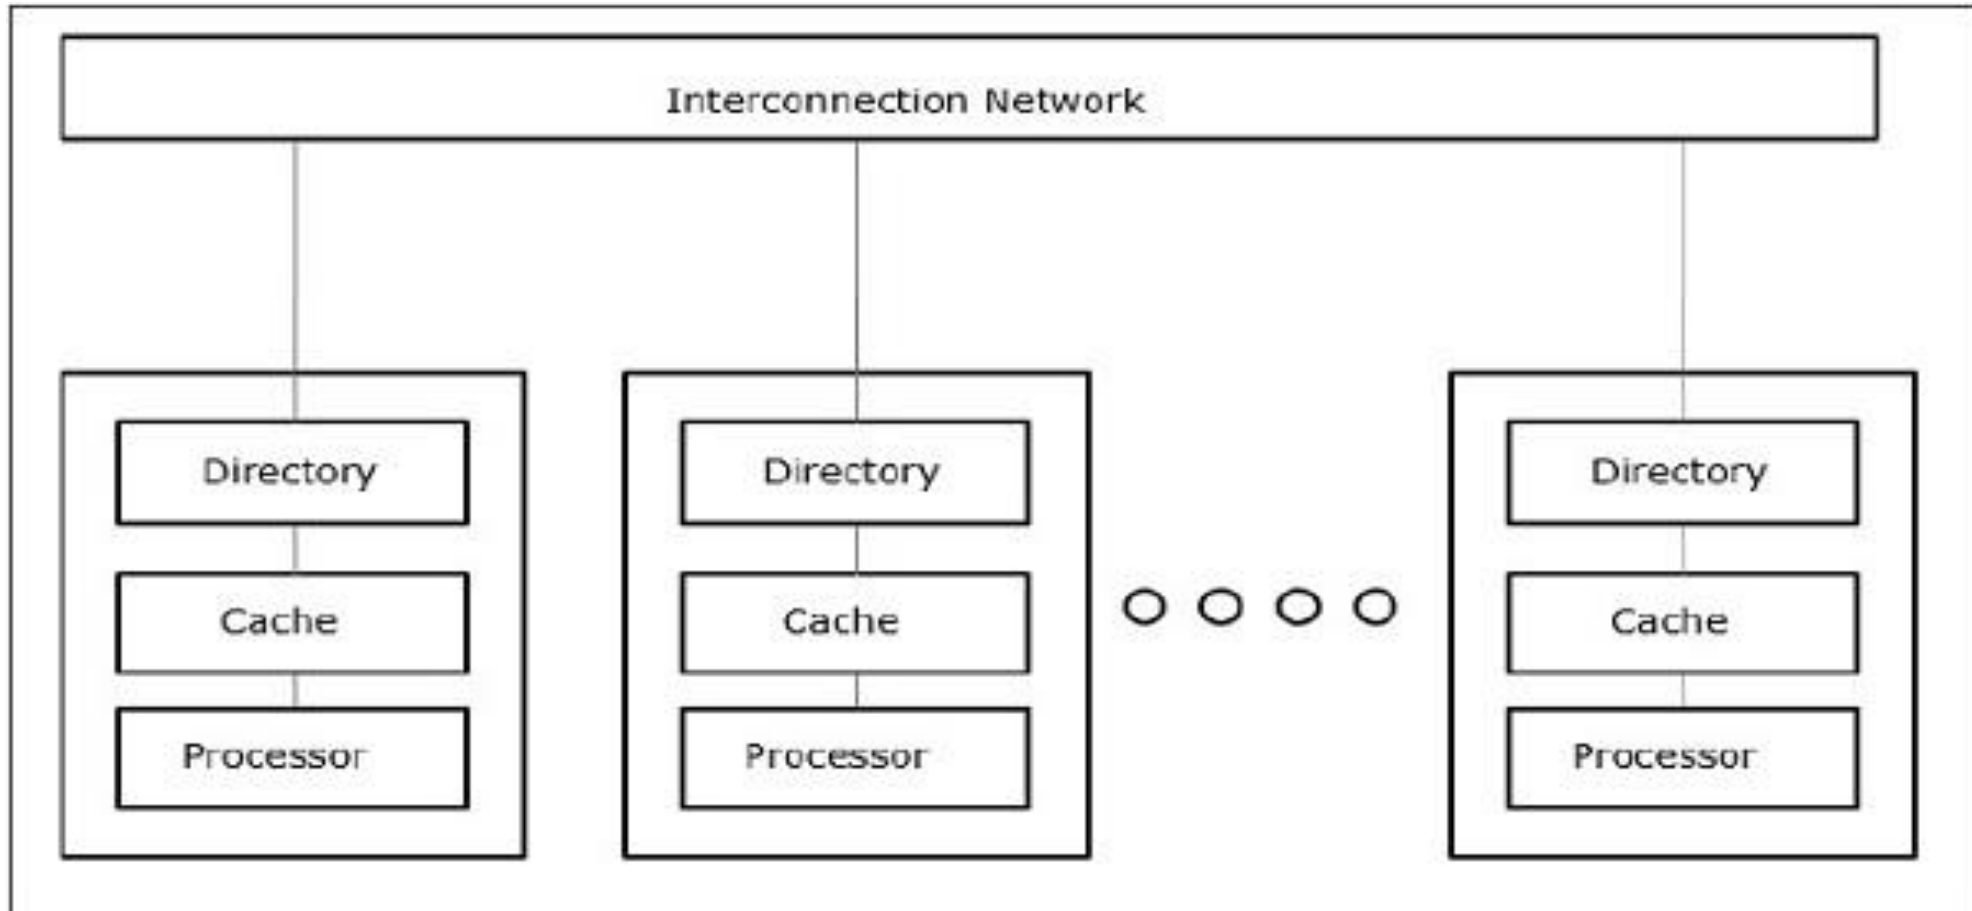 Interconnection Network
Directory
Cache
Processor
Directory
Cache
Processor
Directory
Cache
Processor